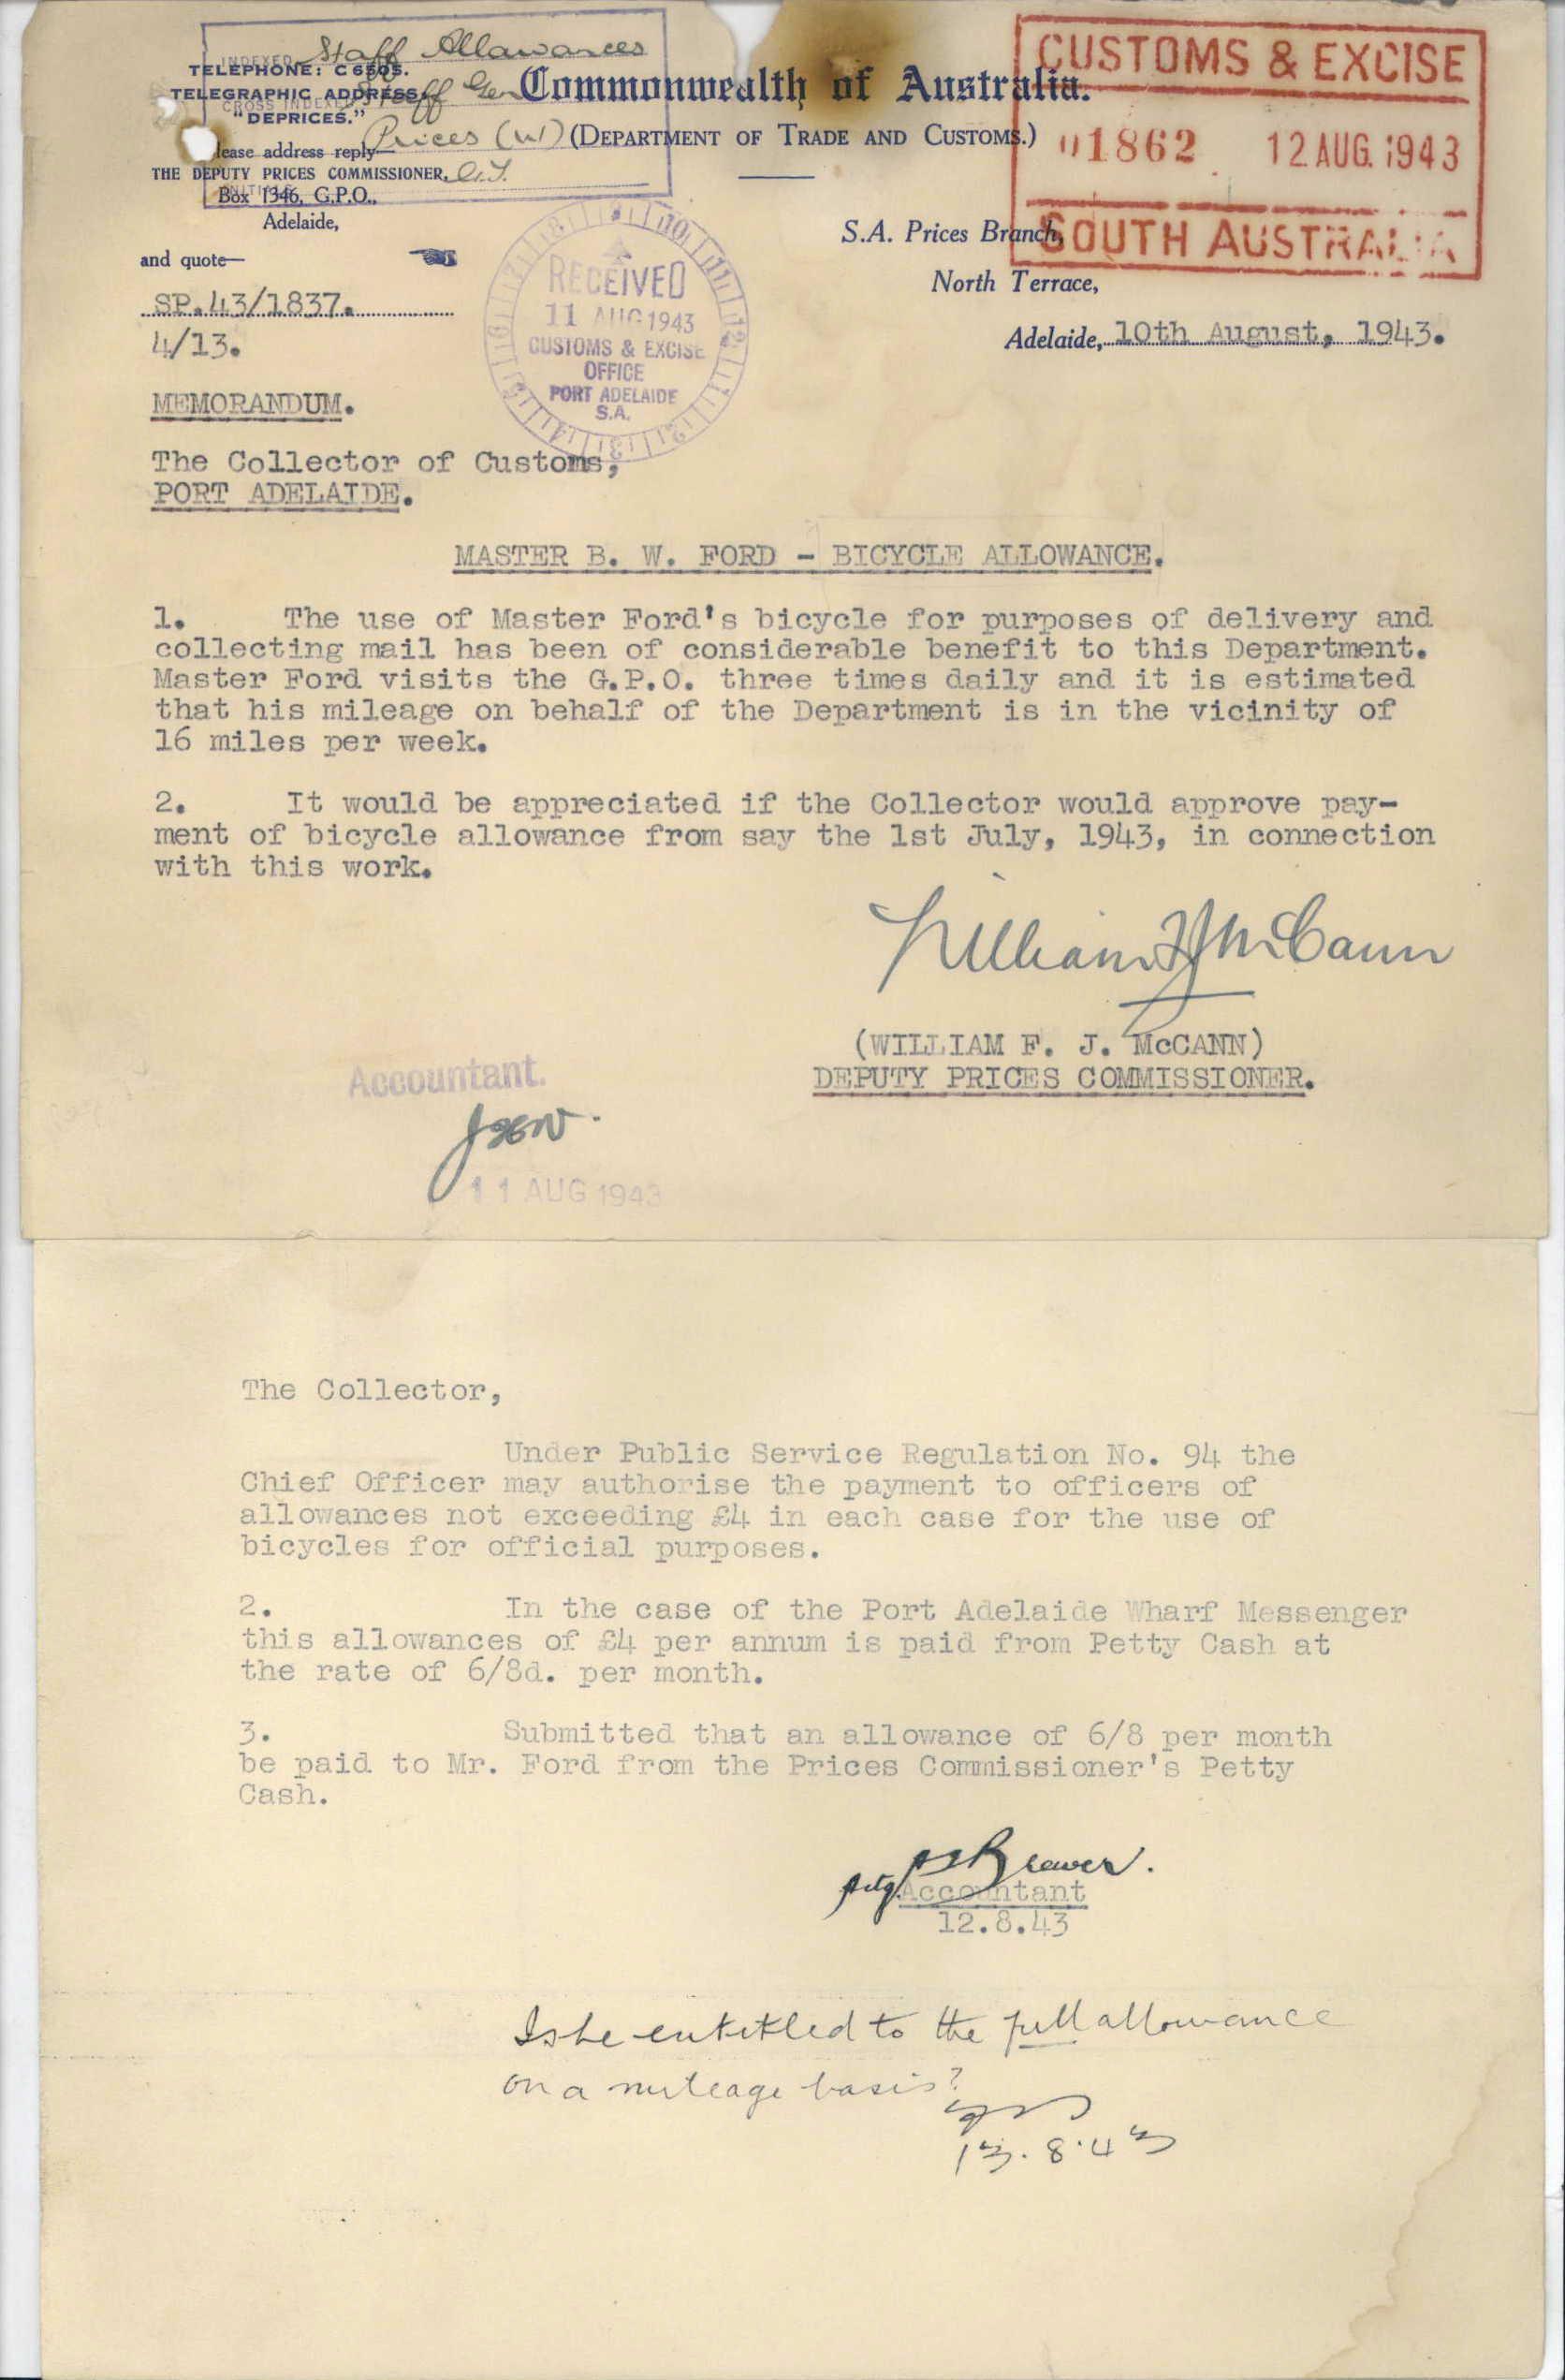 INDEXED Staff Allowances
TELEPHONE: C 6505.
TELEGRAPHIC ADDRESS
CROSS INDEXED Staff Gen
"DEPRICES."
Prices (W)
lease address reply—
THE DEPUTY PRICES COMMISSIONER,
INITIALS
Box 1346, G.P.O.,
Adelaide,
and quote—
SP.43/1837.
4/13.
Commonwealth of Australia.
(DEPARTMENT OF TRADE AND CUSTOMS.)
CUSTOMS & EXCISE
01862 12 AUG. 1943
SOUTH AUSTRALIA
S.A. Prices Branch,
North Terrace,
Adelaide, 10th August, 1943.
RECEIVED
11 AUG 1943
CUSTOMS & EXCISE
OFFICE
PORT ADELAIDE
S.A.
MEMORANDUM.
The Collector of Customs,
PORT ADELAIDE.
MASTER B. W. FORD - BICYCLE ALLOWANCE.
1. The use of Master Ford's bicycle for purposes of delivery and
collecting mail has been of considerable benefit to this Department.
Master Ford visits the G.P.O. three times daily and it is estimated
that his mileage on behalf of the Department is in the vicinity of
16 miles per week.
2. It would be appreciated if the Collector would approve pay-
ment of bicycle allowance from say the 1st July, 1943, in connection
with this work.
William F J McCann
(WILLIAM F. J. McCANN)
DEPUTY PRICES COMMISSIONER.
Accountant.
11 AUG 1943
The Collector,
Under Public Service Regulation No. 94 the
Chief Officer may authorise the payment to officers of
allowances not exceeding £4 in each case for the use of
bicycles for official purposes.
2. In the case of the Port Adelaide Wharf Messenger
this allowances of £4 per annum is paid from Petty Cash at
the rate of 6/8d. per month.
3. Submitted that an allowance of 6/8 per month
be paid to Mr. Ford from the Prices Commissioner's Petty
Cash.
Actg. Accountant
12.8.43
Is he entitled to the full allowance
on a mileage basis?
13.8.43